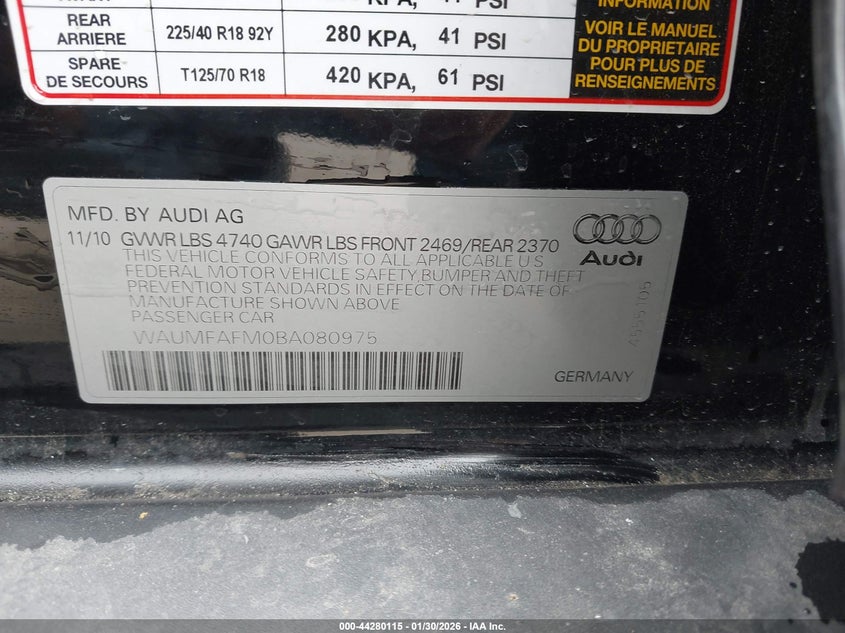 PSI
INFORMATION
REAR
ARRIERE
225/40 R18 92Y
280 KPA, 41 PSI
SPARE
DE SECOURS
T125/70 R18
420 KPA, 61 PSI
VOIR LE MANUEL
DU PROPRIETAIRE
POUR PLUS DE
RENSEIGNEMENTS
MFD. BY AUDI AG
11/10 GVWR LBS 4740 GAWR LBS FRONT 2469/REAR 2370
THIS VEHICLE CONFORMS TO ALL APPLICABLE U.S.
FEDERAL MOTOR VEHICLE SAFETY,BUMPER AND THEFT
PREVENTION STANDARDS IN EFFECT ON THE DATE OF
MANUFACTURE SHOWN ABOVE
PASSENGER CAR
WAUMFAFM0BA080975
Audi
GERMANY
000-44280115 - 01/30/2026 - IAA Inc.